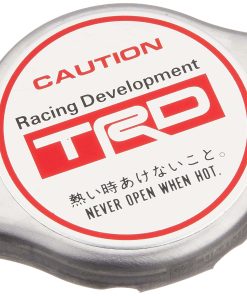 CAUTION
Racing Development
TRD
熱い時あけないこと。
NEVER OPEN WHEN HOT.